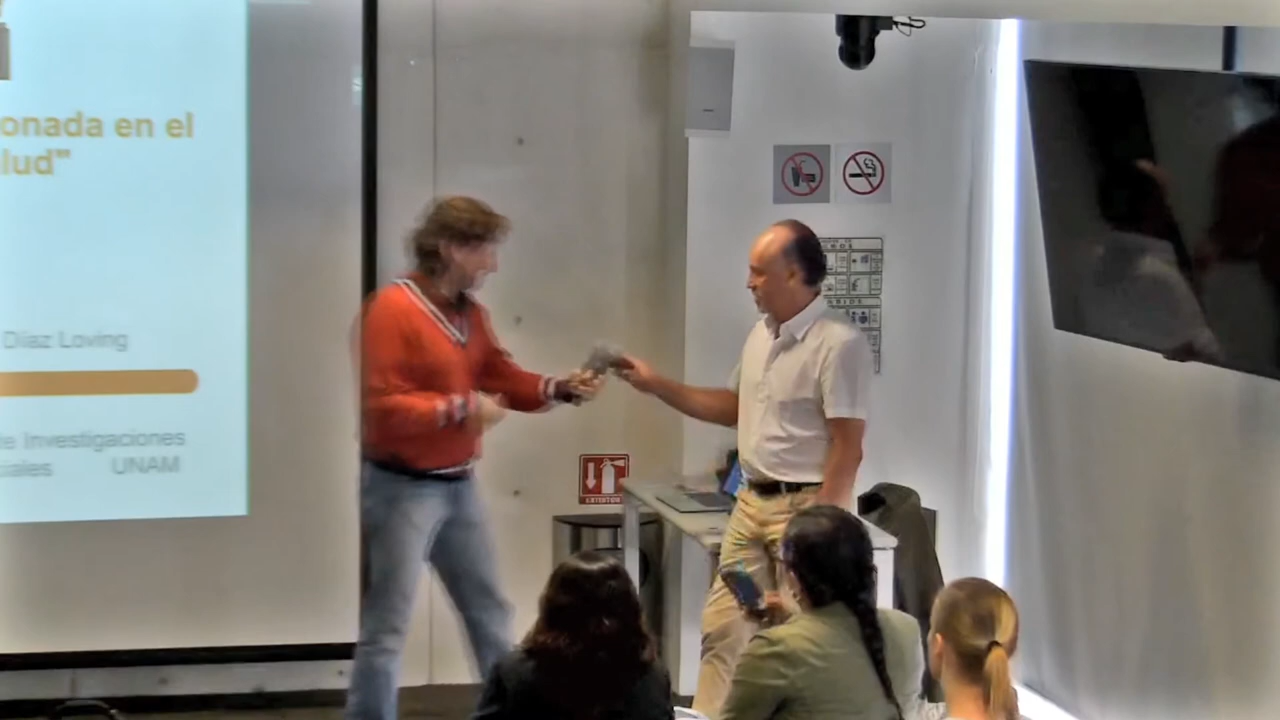 onada en el
lud"
Díaz Loving
e Investigaciones
iales UNAM
EXTINTOR